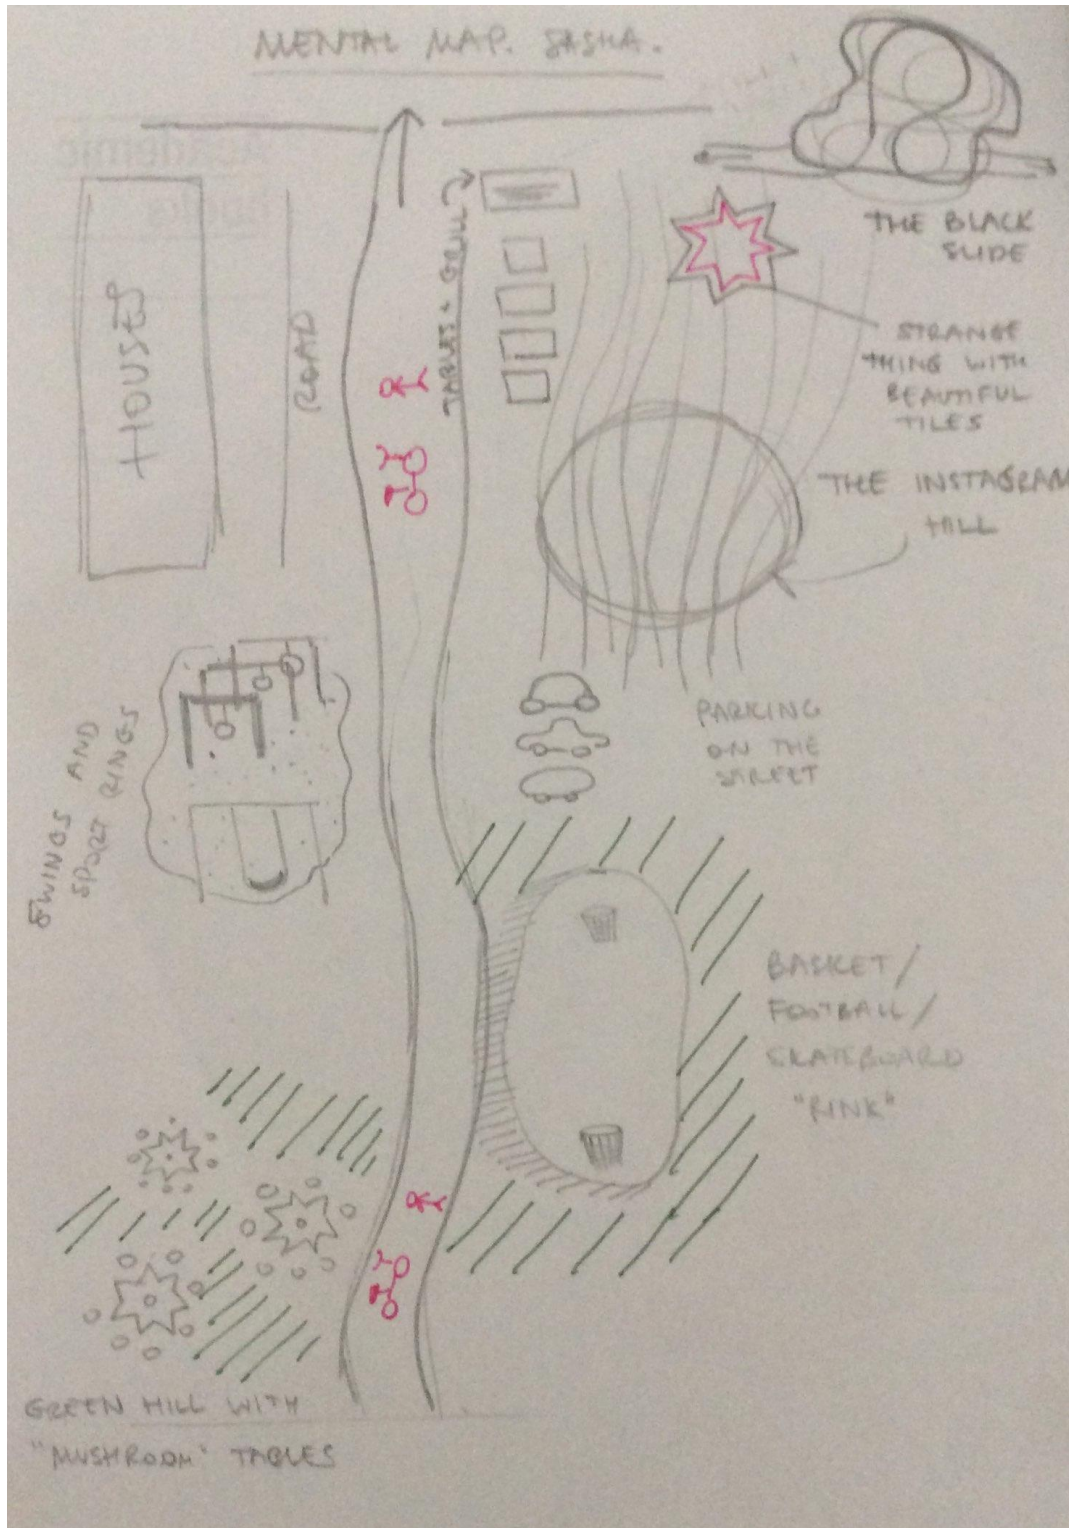 MENTAL MAP. SASHA.
THE BLACK
SLIDE
STRANGE
THING WITH
BEAUTIFUL
TILES
THE INSTAGRAM
HILL
TABLES + GRILL
HOUSES
ROAD
PARKING
ON THE
STREET
SWINGS AND
SPORT RINGS
BASKET/
FOOTBALL/
SKATEBOARD
"RINK"
GREEN HILL WITH
"MUSHROOM" TABLES